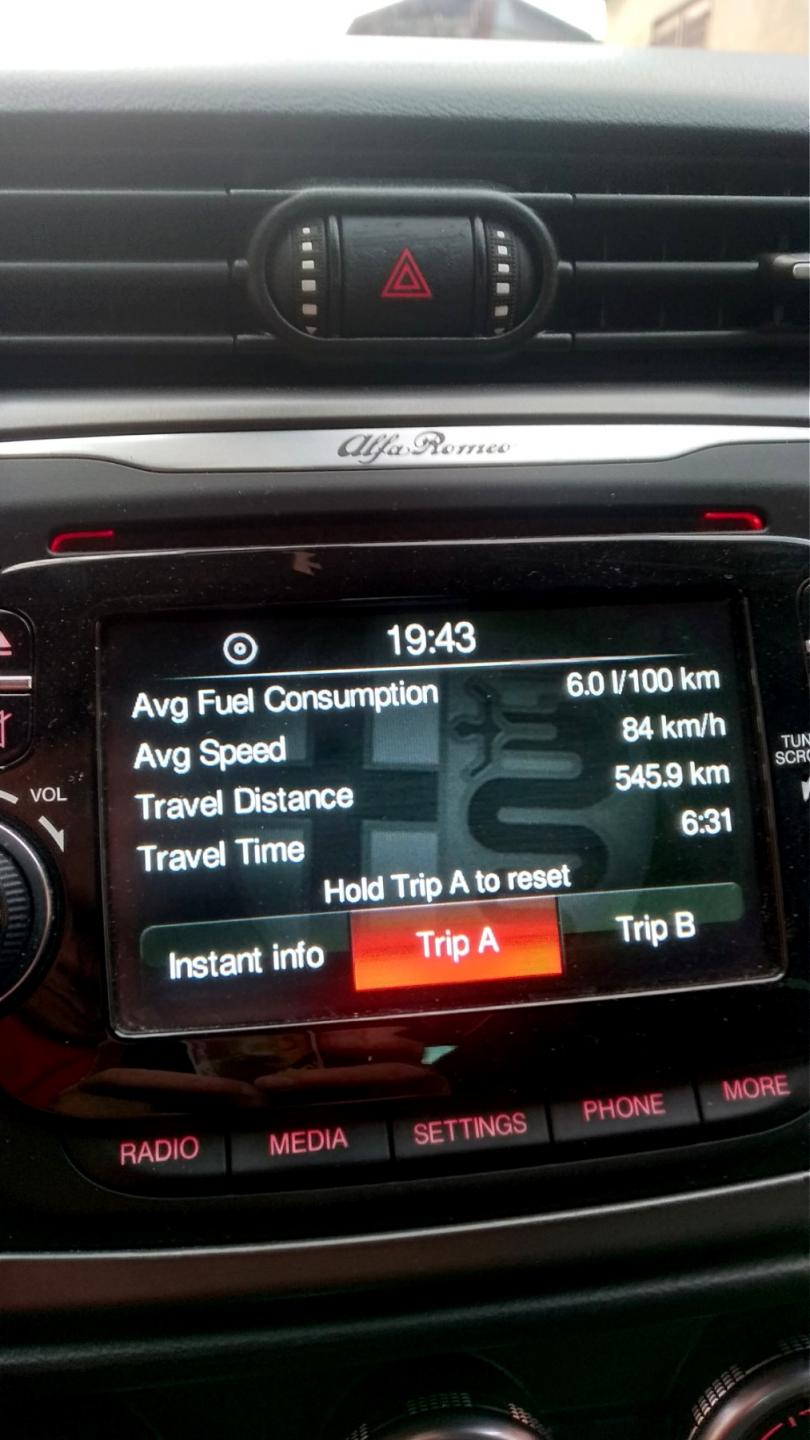 Alfa Romeo
19:43
Avg Fuel Consumption 6.0 l/100 km
Avg Speed 84 km/h
Travel Distance 545.9 km
Travel Time 6:31
Hold Trip A to reset
Instant info Trip A Trip B
VOL
RADIO MEDIA SETTINGS PHONE MORE